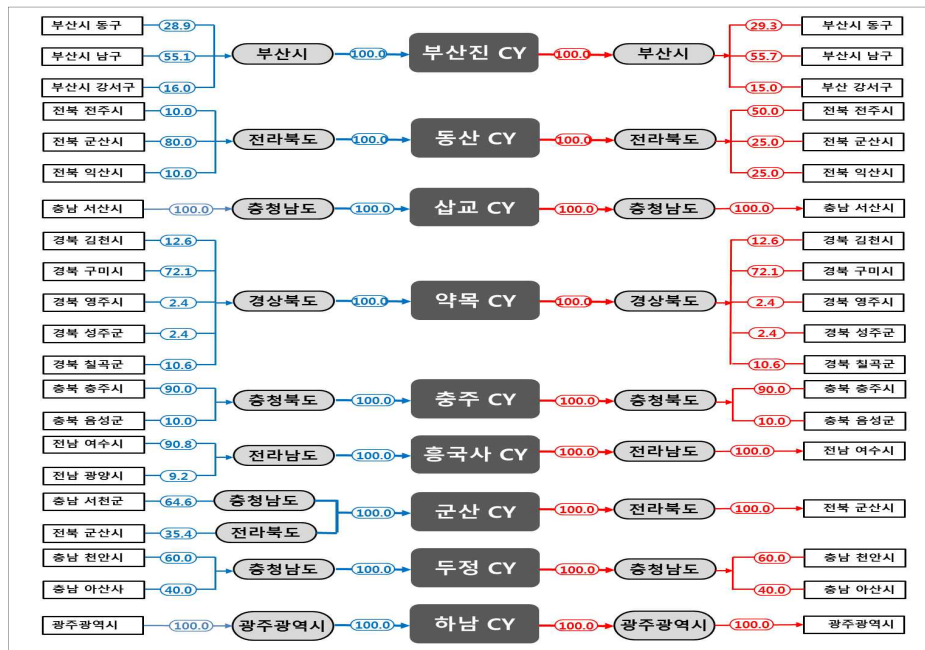 부산시 동구 28.9 29.3 부산시 동구
부산시 남구 55.1 부산시 100.0 부산진 CY 100.0 부산시 55.7 부산시 남구
부산시 강서구 16.0 15.0 부산 강서구
전북 전주시 10.0 50.0 전북 전주시
전북 군산시 80.0 전라북도 100.0 동산 CY 100.0 전라북도 25.0 전북 군산시
전북 익산시 10.0 25.0 전북 익산시
충남 서산시 100.0 충청남도 100.0 삽교 CY 100.0 충청남도 100.0 충남 서산시
경북 김천시 12.6 12.6 경북 김천시
경북 구미시 72.1 72.1 경북 구미시
경북 영주시 2.4 경상북도 100.0 약목 CY 100.0 경상북도 2.4 경북 영주시
경북 성주군 2.4 2.4 경북 성주군
경북 칠곡군 10.6 10.6 경북 칠곡군
충북 충주시 90.0 충청북도 100.0 충주 CY 100.0 충청북도 90.0 충북 충주시
충북 음성군 10.0 10.0 충북 음성군
전남 여수시 90.8 전라남도 100.0 흥국사 CY 100.0 전라남도 100.0 전남 여수시
전남 광양시 9.2
충남 서천군 64.6 충청남도 100.0 군산 CY 100.0 전라북도 100.0 전북 군산시
전북 군산시 35.4 전라북도
충남 천안시 60.0 충청남도 100.0 두정 CY 100.0 충청남도 60.0 충남 천안시
충남 아산사 40.0 40.0 충남 아산시
광주광역시 100.0 광주광역시 100.0 하남 CY 100.0 광주광역시 100.0 광주광역시